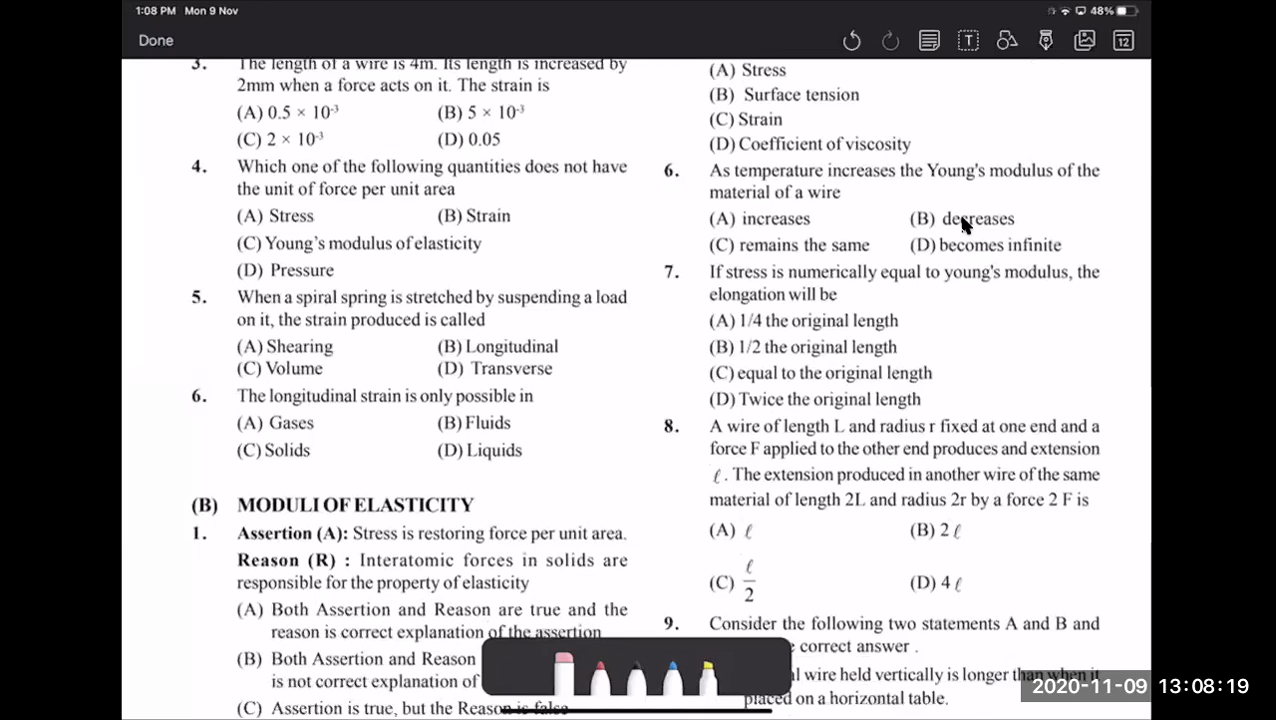 1:08 PM Mon 9 Nov
48%
Done
12
3. The length of a wire is 4m. Its length is increased by
2mm when a force acts on it. The strain is
(A) 0.5 × 10⁻³ (B) 5 × 10⁻³
(C) 2 × 10⁻³ (D) 0.05
4. Which one of the following quantities does not have
the unit of force per unit area
(A) Stress (B) Strain
(C) Young's modulus of elasticity
(D) Pressure
5. When a spiral spring is stretched by suspending a load
on it, the strain produced is called
(A) Shearing (B) Longitudinal
(C) Volume (D) Transverse
6. The longitudinal strain is only possible in
(A) Gases (B) Fluids
(C) Solids (D) Liquids
(B) MODULI OF ELASTICITY
1. Assertion (A): Stress is restoring force per unit area.
Reason (R) : Interatomic forces in solids are
responsible for the property of elasticity
(A) Both Assertion and Reason are true and the
reason is correct explanation of the assertion
(B) Both Assertion and Reason
is not correct explanation of
(C) Assertion is true, but the Reason is false
(A) Stress
(B) Surface tension
(C) Strain
(D) Coefficient of viscosity
6. As temperature increases the Young's modulus of the
material of a wire
(A) increases (B) decreases
(C) remains the same (D) becomes infinite
7. If stress is numerically equal to young's modulus, the
elongation will be
(A) 1/4 the original length
(B) 1/2 the original length
(C) equal to the original length
(D) Twice the original length
8. A wire of length L and radius r fixed at one end and a
force F applied to the other end produces and extension
ℓ. The extension produced in another wire of the same
material of length 2L and radius 2r by a force 2 F is
(A) ℓ (B) 2 ℓ
(C) ℓ/2 (D) 4 ℓ
9. Consider the following two statements A and B and
correct answer .
wire held vertically is longer than when it
placed on a horizontal table.
2020-11-09 13:08:19